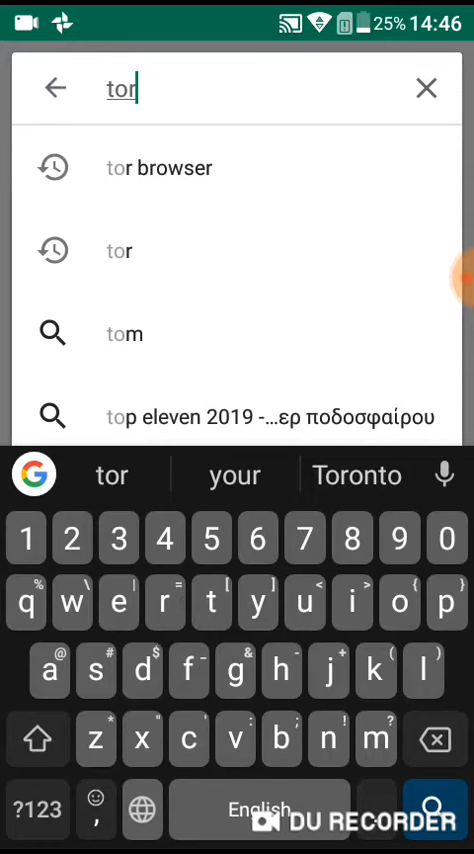 25% 14:46
tor
tor browser
tor
tom
top eleven 2019 -...ερ ποδοσφαίρου
G tor your Toronto
1 2 3 4 5 6 7 8 9 0
% \ | = [ ] < > { }
q w e r t y u i o p
@ # $ _ & - + ( )
a s d f g h j k l
* " ' : ; ! ?
z x c v b n m
?123 , English
DU RECORDER